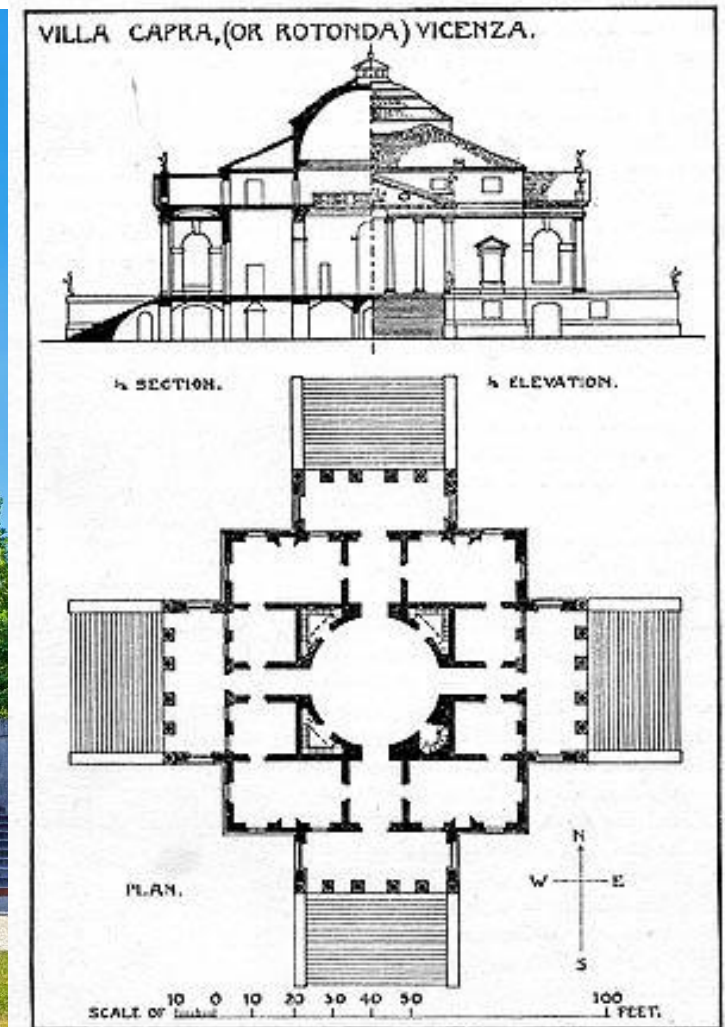 VILLA CAPRA, (OR ROTONDA) VICENZA.
½ SECTION. ½ ELEVATION.
N
W E
S
PLAN.
SCALE OF 10 0 10 20 30 40 50 100 FEET.